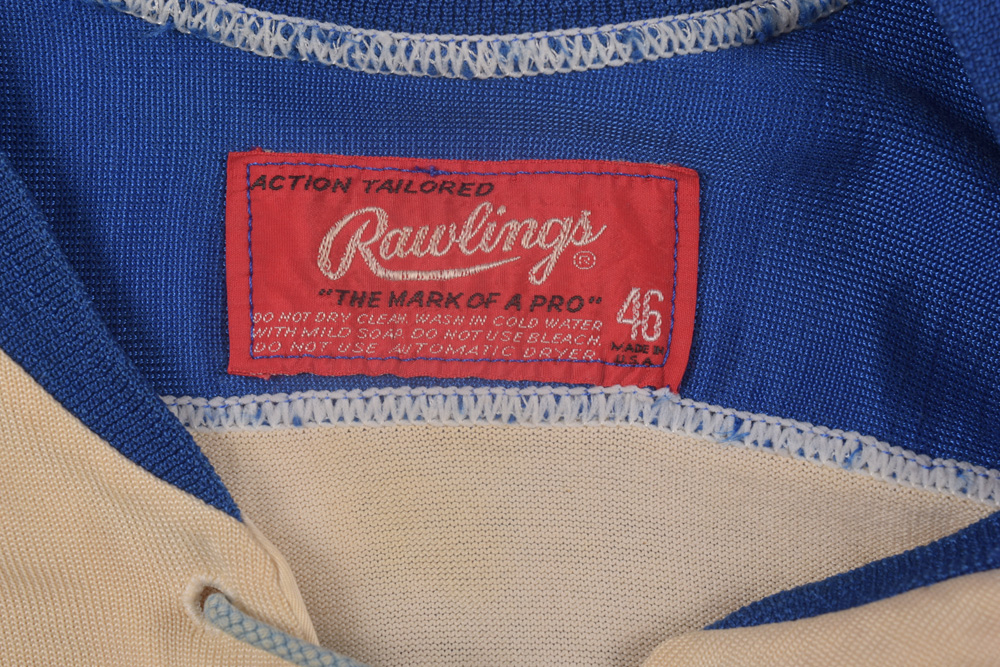 ACTION TAILORED
Rawlings ®
"THE MARK OF A PRO"
46
DO NOT DRY CLEAN. WASH IN COLD WATER
WITH MILD SOAP. DO NOT USE BLEACH.
DO NOT USE AUTOMATIC DRYER.
MADE IN
U.S.A.